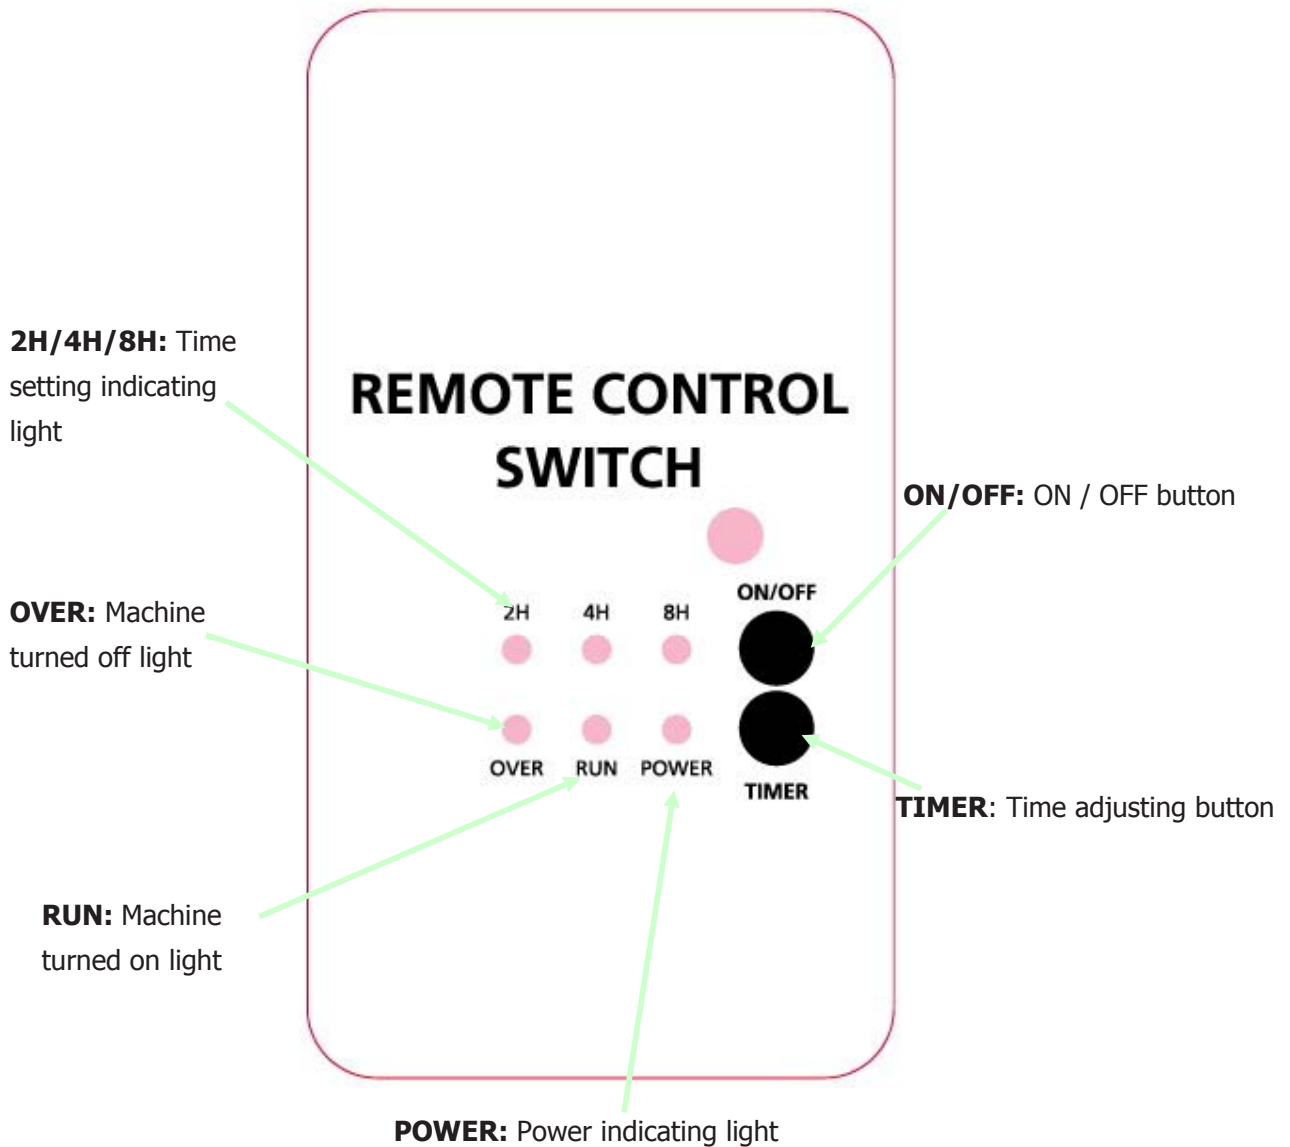 2H/4H/8H: Time
setting indicating
light
REMOTE CONTROL
SWITCH
ON/OFF: ON / OFF button
ON/OFF
2H 4H 8H
OVER: Machine
turned off light
OVER RUN POWER
TIMER
TIMER: Time adjusting button
RUN: Machine
turned on light
POWER: Power indicating light